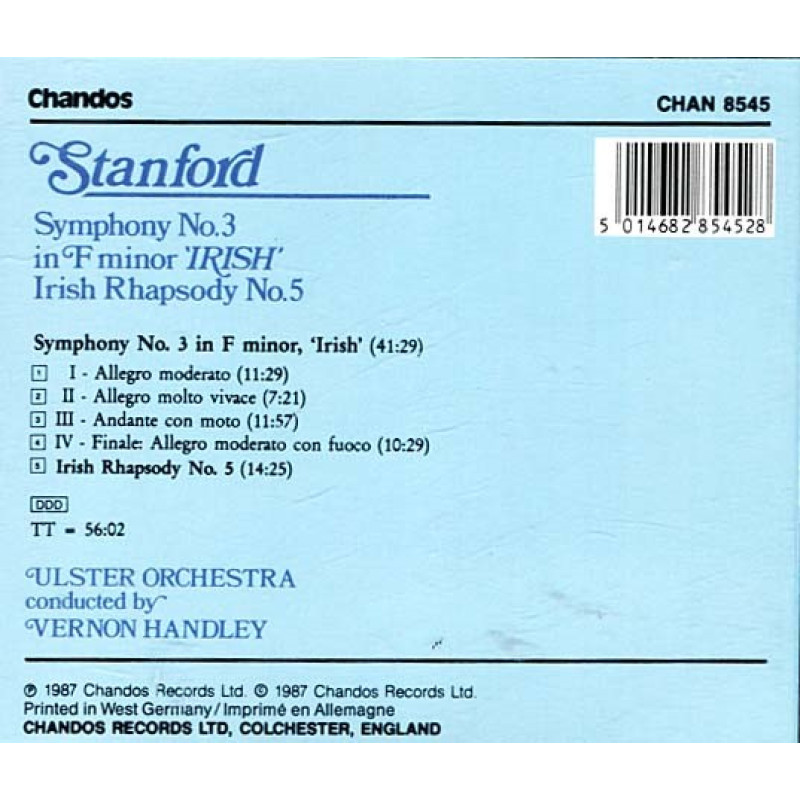 Chandos
CHAN 8545
Stanford
Symphony No.3
in F minor 'IRISH'
Irish Rhapsody No.5
5 014682 854528
Symphony No. 3 in F minor, 'Irish' (41:29)
1 I - Allegro moderato (11:29)
2 II - Allegro molto vivace (7:21)
3 III - Andante con moto (11:57)
4 IV - Finale: Allegro moderato con fuoco (10:29)
5 Irish Rhapsody No. 5 (14:25)
DDD
TT = 56:02
ULSTER ORCHESTRA
conducted by
VERNON HANDLEY
℗ 1987 Chandos Records Ltd. © 1987 Chandos Records Ltd.
Printed in West Germany/Imprimé en Allemagne
CHANDOS RECORDS LTD, COLCHESTER, ENGLAND